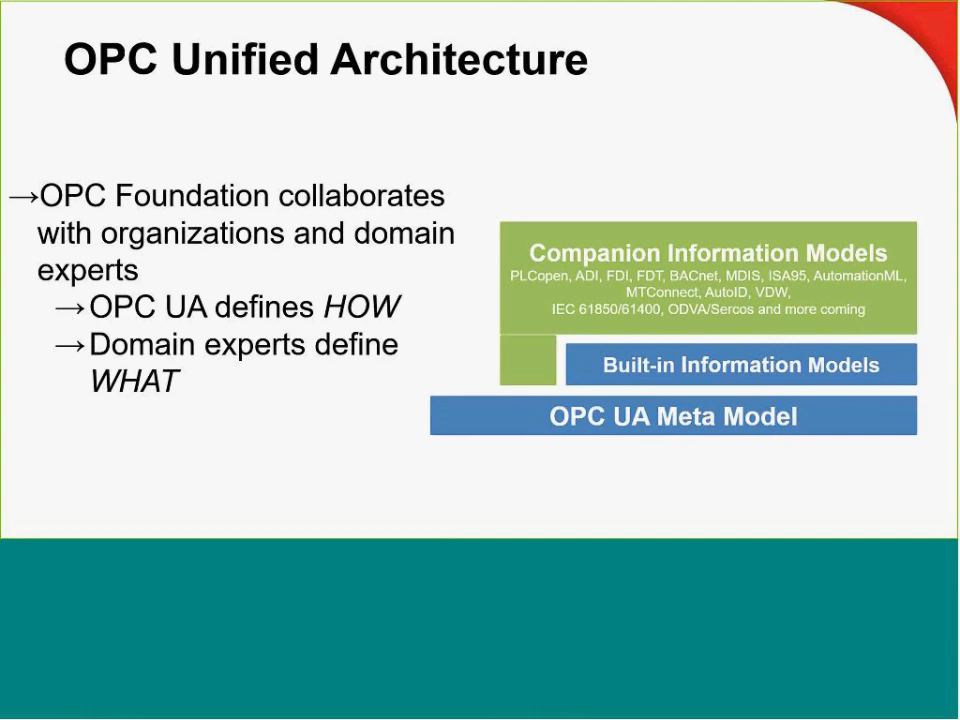 OPC Unified Architecture
→OPC Foundation collaborates
with organizations and domain
experts
→OPC UA defines HOW
→Domain experts define
WHAT
Companion Information Models
PLCopen, ADI, FDI, FDT, BACnet, MDIS, ISA95, AutomationML,
MTConnect, AutoID, VDW,
IEC 61850/61400, ODVA/Sercos and more coming
Built-in Information Models
OPC UA Meta Model